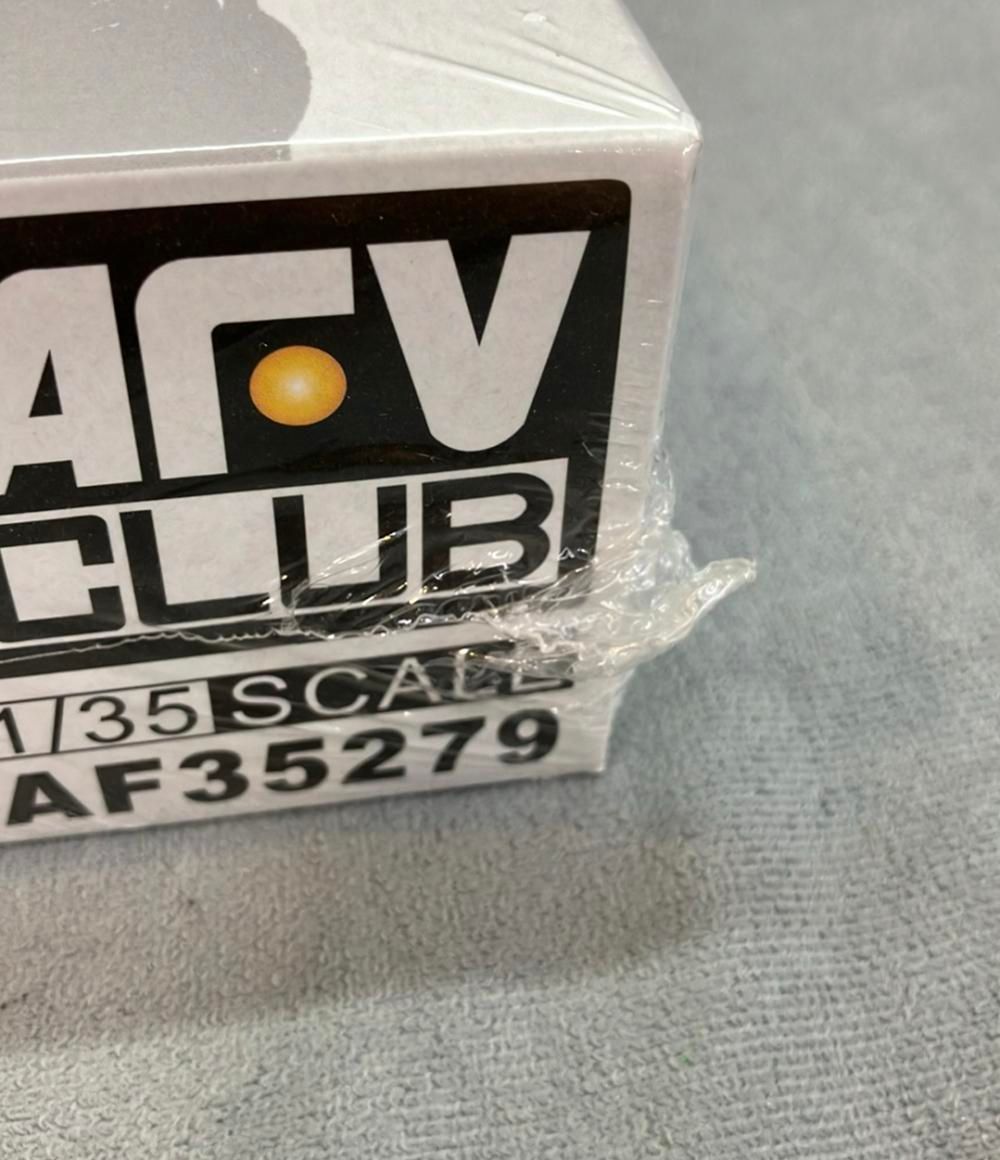 AFV
CLUB
1/35 SCALE
AF35279